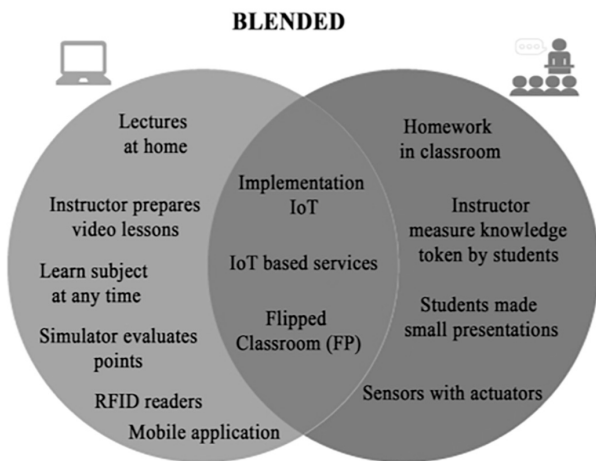 BLENDED
Lectures
at home
Instructor prepares
video lessons
Learn subject
at any time
Simulator evaluates
points
RFID readers
Mobile application
Implementation
IoT
IoT based services
Flipped
Classroom (FP)
Homework
in classroom
Instructor
measure knowledge
token by students
Students made
small presentations
Sensors with actuators